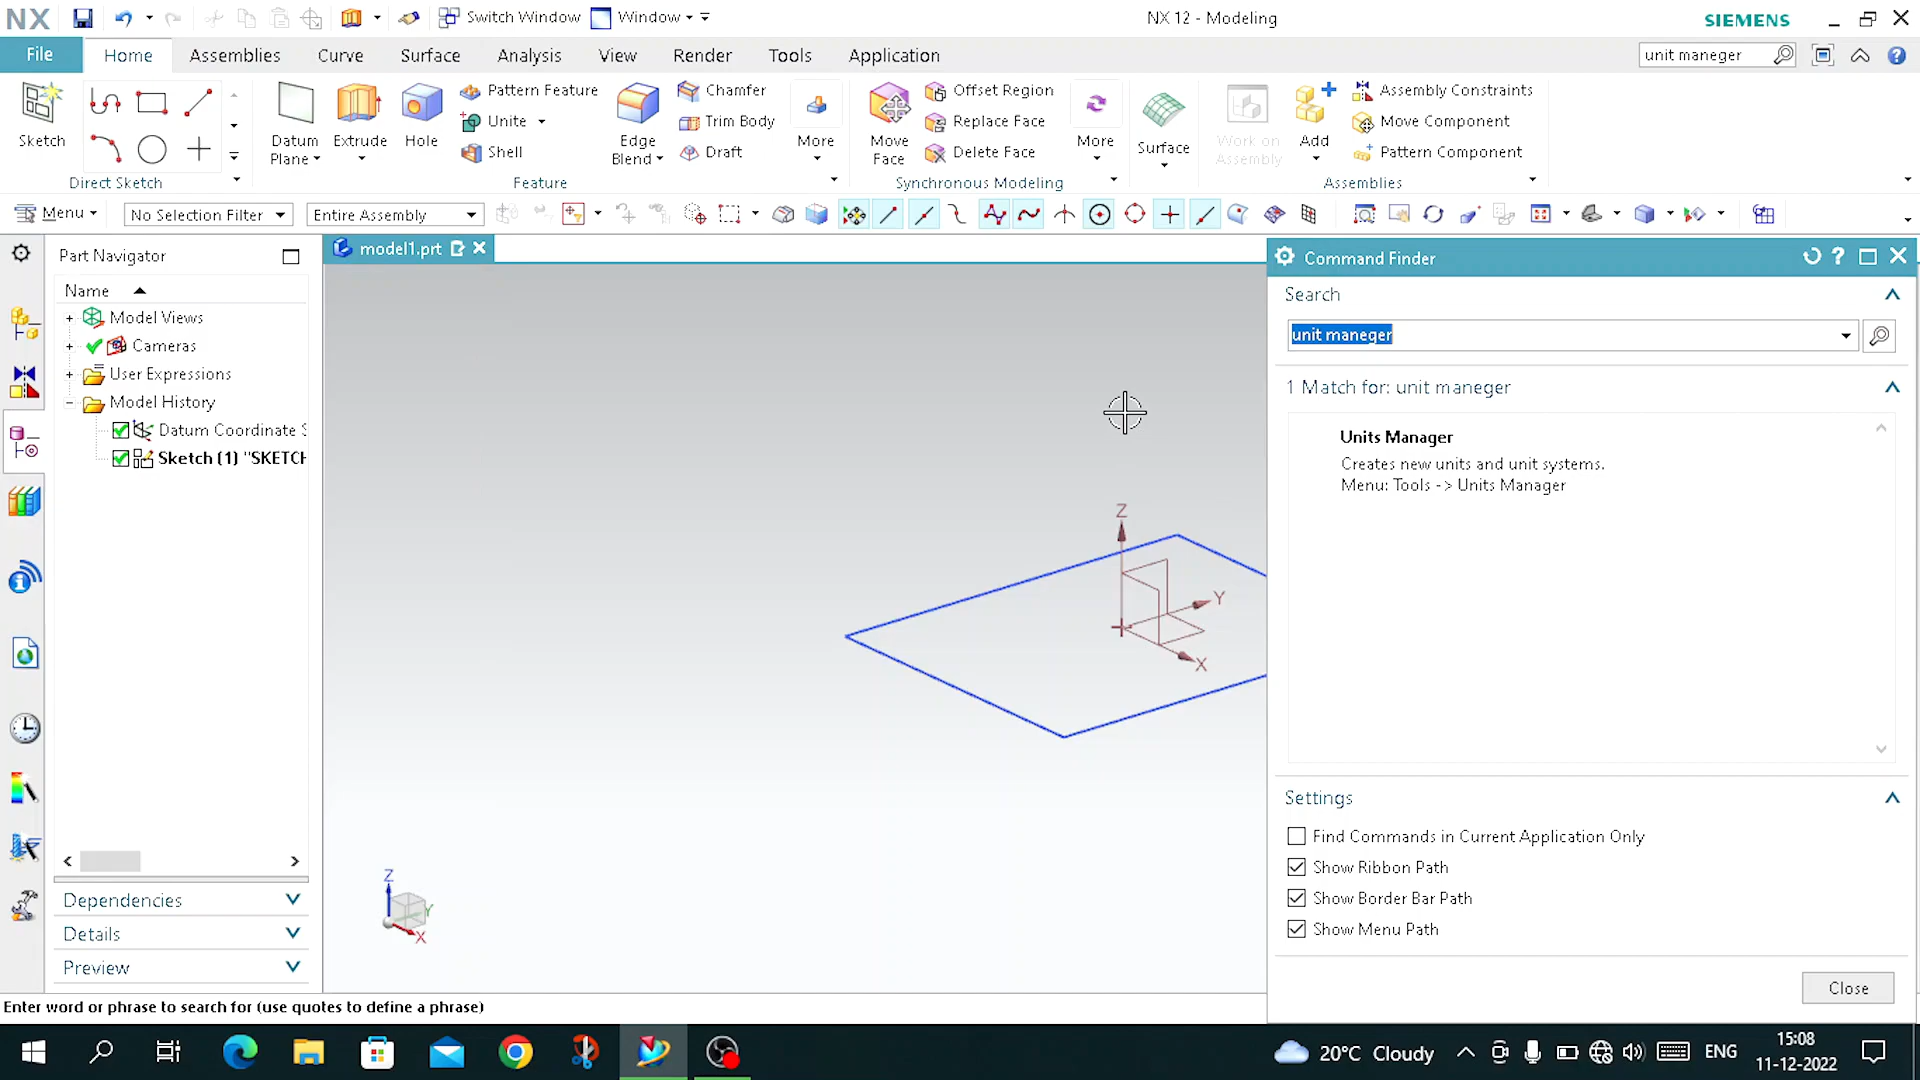 NX
Switch Window
Window
NX 12 - Modeling
SIEMENS
File
Home
Assemblies
Curve
Surface
Analysis
View
Render
Tools
Application
unit maneger
Sketch
Direct Sketch
Datum Plane
Extrude
Hole
Pattern Feature
Unite
Shell
Edge Blend
Chamfer
Trim Body
Draft
More
Feature
Move Face
Offset Region
Replace Face
Delete Face
More
Synchronous Modeling
Surface
Work on Assembly
Add
Assembly Constraints
Move Component
Pattern Component
Assemblies
Menu
No Selection Filter
Entire Assembly
Part Navigator
Name
Model Views
Cameras
User Expressions
Model History
Datum Coordinate S
Sketch (1) "SKETCH
Dependencies
Details
Preview
model1.prt
Z
Y
X
Z
Y
X
Command Finder
Search
unit maneger
1 Match for: unit maneger
Units Manager
Creates new units and unit systems.
Menu: Tools -> Units Manager
Settings
Find Commands in Current Application Only
Show Ribbon Path
Show Border Bar Path
Show Menu Path
Close
Enter word or phrase to search for (use quotes to define a phrase)
20°C Cloudy
ENG
15:08
11-12-2022